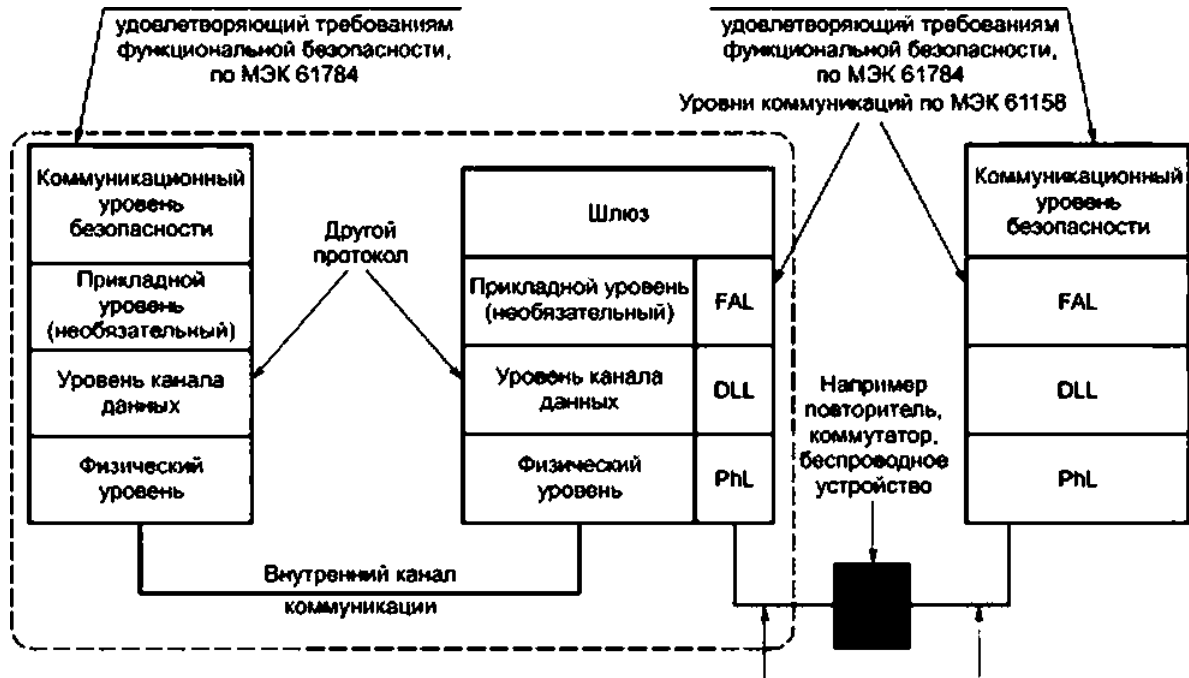 удовлетворяющий требованиям
функциональной безопасности,
по МЭК 61784
удовлетворяющий требованиям
функциональной безопасности,
по МЭК 61784
Уровни коммуникаций по МЭК 61158
Коммуникационный
уровень
безопасности
Прикладной
уровень
(необязательный)
Уровень канала
данных
Физический
уровень
Другой
протокол
Шлюз
Прикладной уровень
(необязательный)
FAL
Уровень канала
данных
DLL
Физический
уровень
PhL
Внутренний канал
коммуникации
Например
повторитель,
коммутатор,
беспроводное
устройство
Коммуникационный
уровень
безопасности
FAL
DLL
PhL